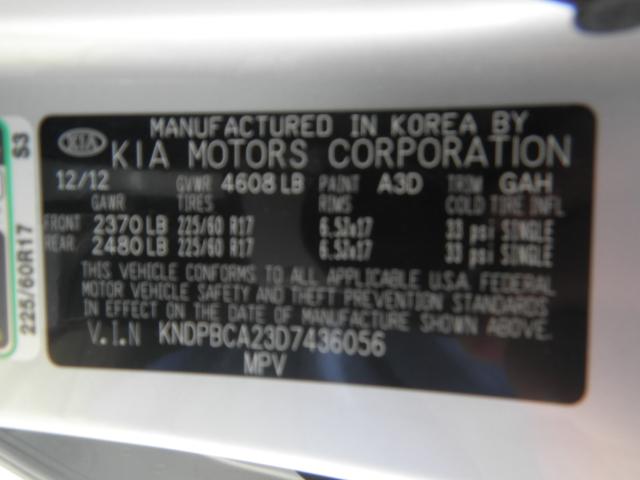 MANUFACTURED IN KOREA BY
KIA KIA MOTORS CORPORATION
12/12 GVWR 4608 LB PAINT A3D TRIM GAH
GAWR TIRES RIMS COLD TIRE INFL
FRONT 2370 LB 225/60 R17 6.5Jx17 33 psi SINGLE
REAR 2480 LB 225/60 R17 6.5Jx17 33 psi SINGLE
THIS VEHICLE CONFORMS TO ALL APPLICABLE U.S.A. FEDERAL
MOTOR VEHICLE SAFETY AND THEFT PREVENTION STANDARDS
IN EFFECT ON THE DATE OF MANUFACTURE SHOWN ABOVE.
V.I.N KNDPBCA23D7436056
MPV
225/60R17 S3